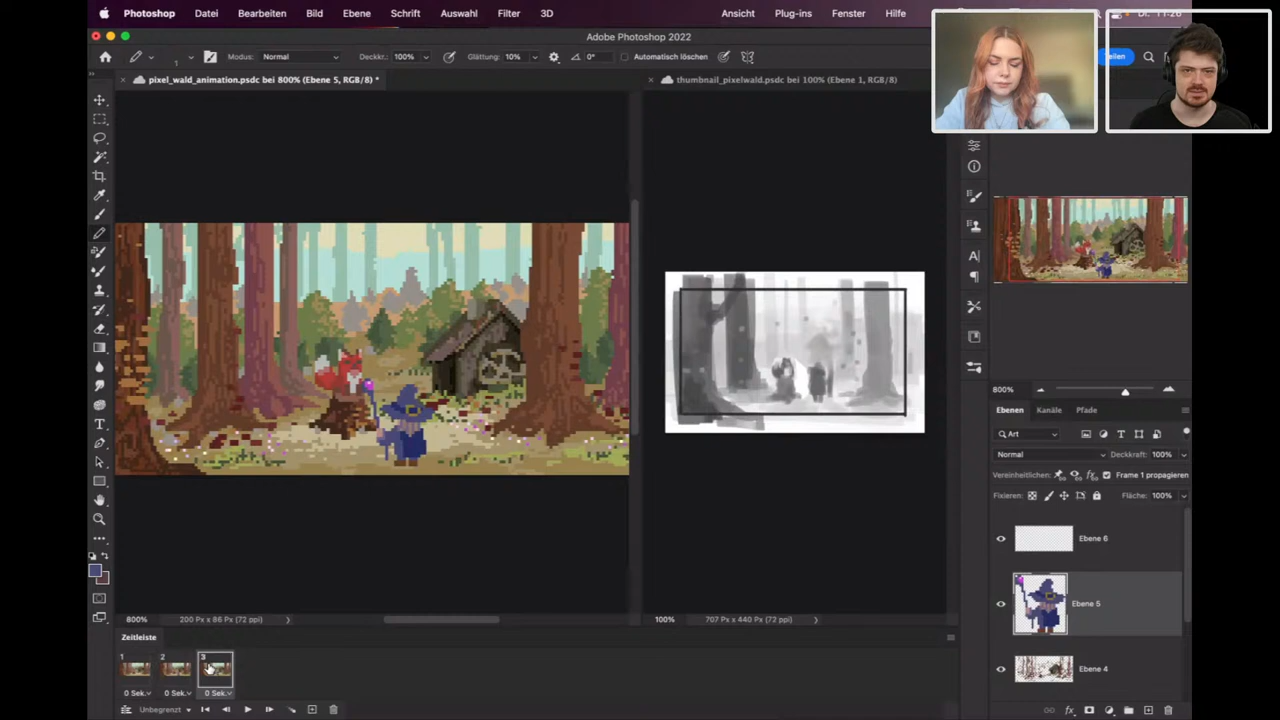 Photoshop Datei Bearbeiten Bild Ebene Schrift Auswahl Filter 3D Ansicht Plug-ins Fenster Hilfe
Adobe Photoshop 2022
Modus: Normal Deckkr.: 100% Glättung: 10% 0° Automatisch löschen
pixel_wald_animation.psdc bei 800% (Ebene 5, RGB/8) *
thumbnail_pixelwald.psdc bei 100% (Ebene 1, RGB/8)
800%
Ebenen Kanäle Pfade
Art
Normal Deckkraft: 100%
Vereinheitlichen: Frame 1 propagieren
Fixieren: Fläche: 100%
Ebene 6
Ebene 5
Ebene 4
800% 200 Px x 86 Px (72 ppi)
100% 707 Px x 440 Px (72 ppi)
Zeitleiste
1 2 3
0 Sek. 0 Sek. 0 Sek.
Unbegrenzt